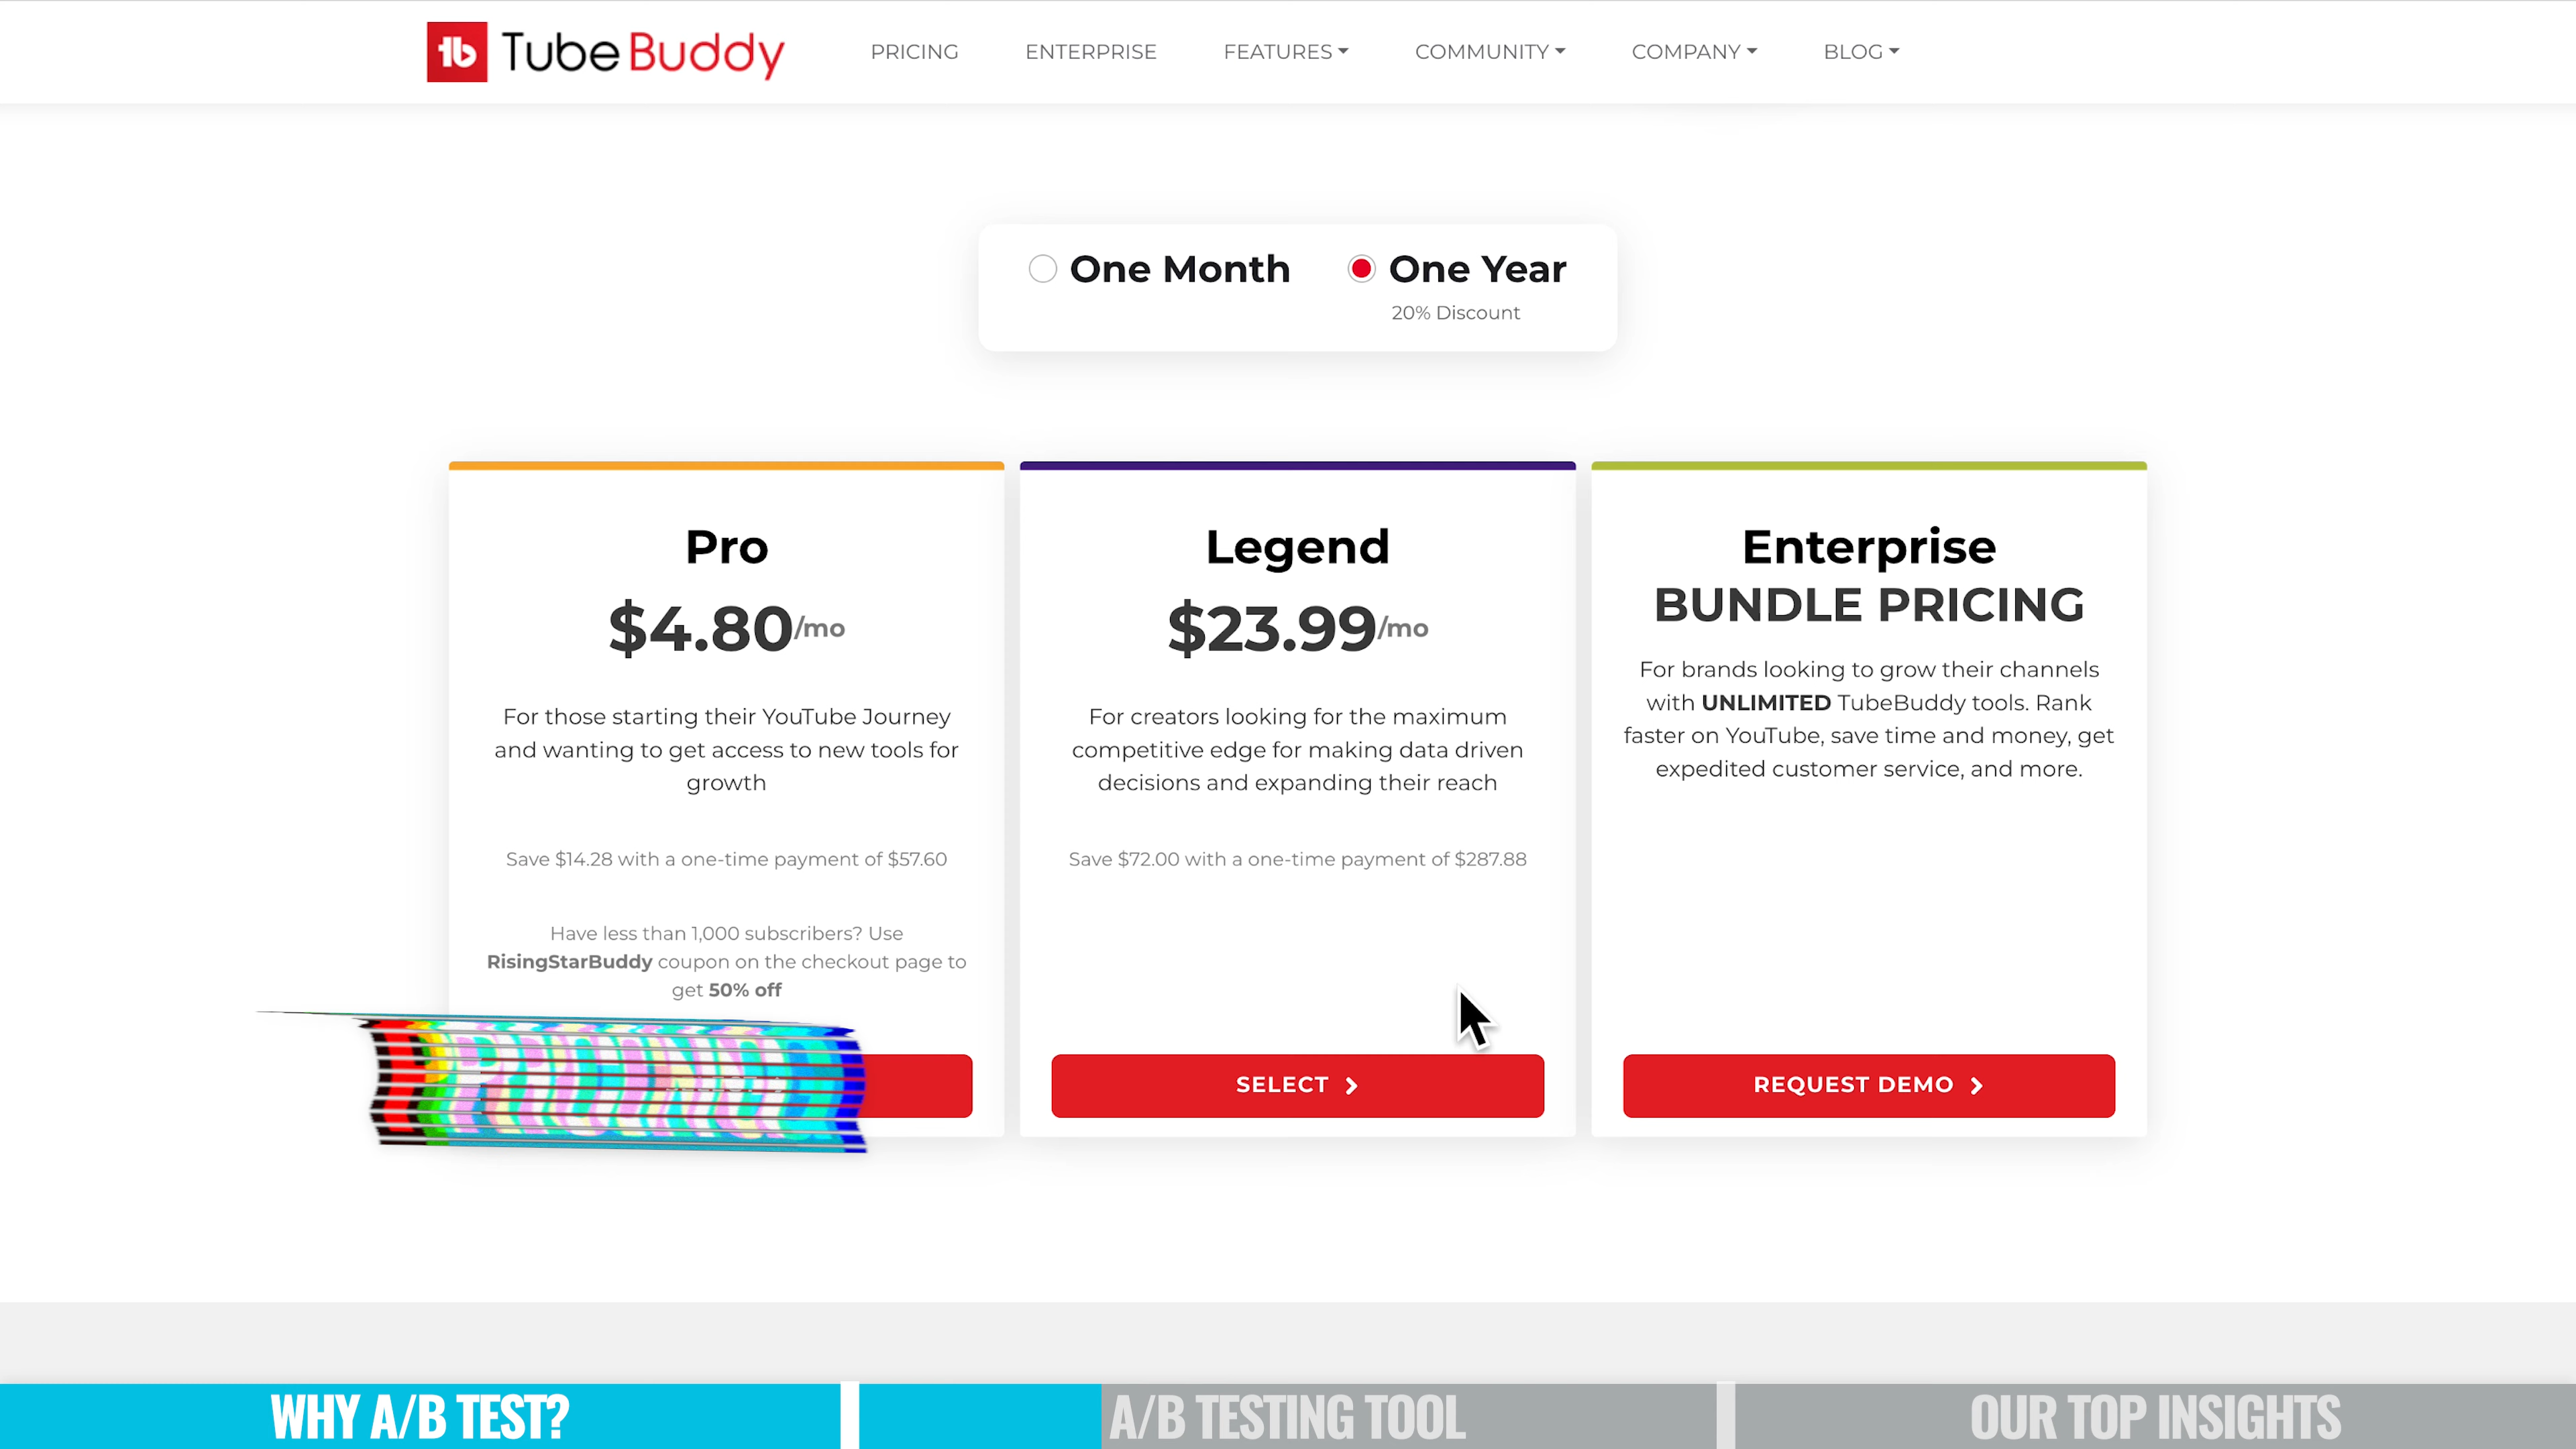 TubeBuddy
PRICING
ENTERPRISE
FEATURES
COMMUNITY
COMPANY
BLOG
One Month
One Year
20% Discount
Pro
$4.80/mo
For those starting their YouTube Journey
and wanting to get access to new tools for
growth
Save $14.28 with a one-time payment of $57.60
Have less than 1,000 subscribers? Use
RisingStarBuddy coupon on the checkout page to
get 50% off
Legend
$23.99/mo
For creators looking for the maximum
competitive edge for making data driven
decisions and expanding their reach
Save $72.00 with a one-time payment of $287.88
SELECT
Enterprise
BUNDLE PRICING
For brands looking to grow their channels
with UNLIMITED TubeBuddy tools. Rank
faster on YouTube, save time and money, get
expedited customer service, and more.
REQUEST DEMO
WHY A/B TEST?
A/B TESTING TOOL
OUR TOP INSIGHTS